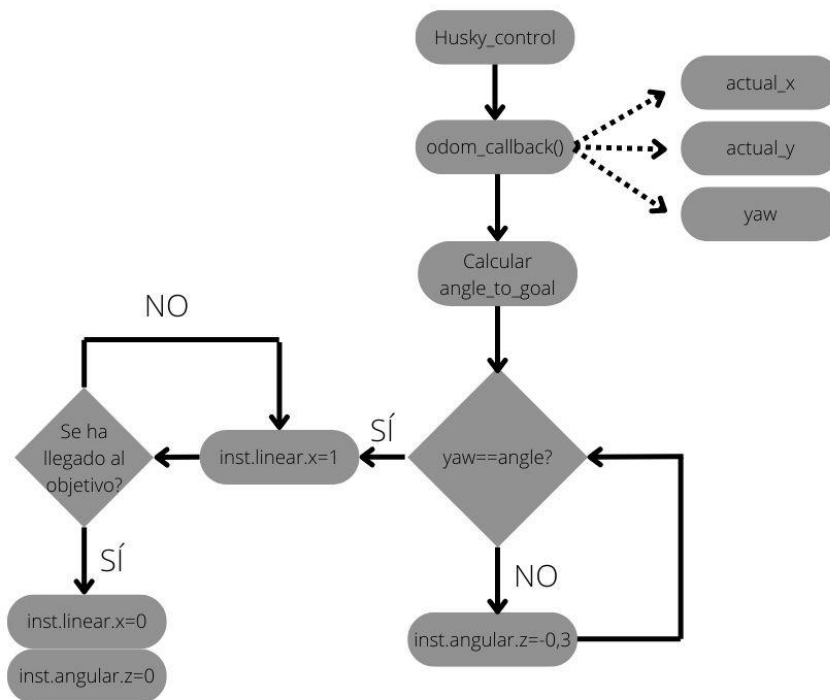 Husky_control
actual_x
odom_callback()
actual_y
yaw
Calcular
angle_to_goal
NO
Se ha
llegado al
objetivo?
inst.linear.x=1
SÍ
yaw==angle?
SÍ
NO
inst.linear.x=0
inst.angular.z=-0,3
inst.angular.z=0